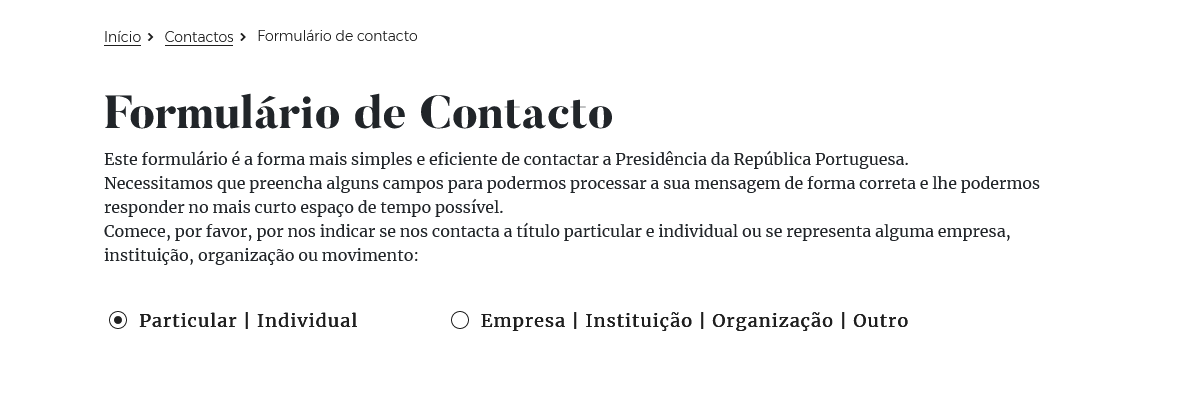 Início > Contactos > Formulário de contacto
Formulário de Contacto
Este formulário é a forma mais simples e eficiente de contactar a Presidência da República Portuguesa.
Necessitamos que preencha alguns campos para podermos processar a sua mensagem de forma correta e lhe podermos
responder no mais curto espaço de tempo possível.
Comece, por favor, por nos indicar se nos contacta a título particular e individual ou se representa alguma empresa,
instituição, organização ou movimento:
Particular | Individual Empresa | Instituição | Organização | Outro